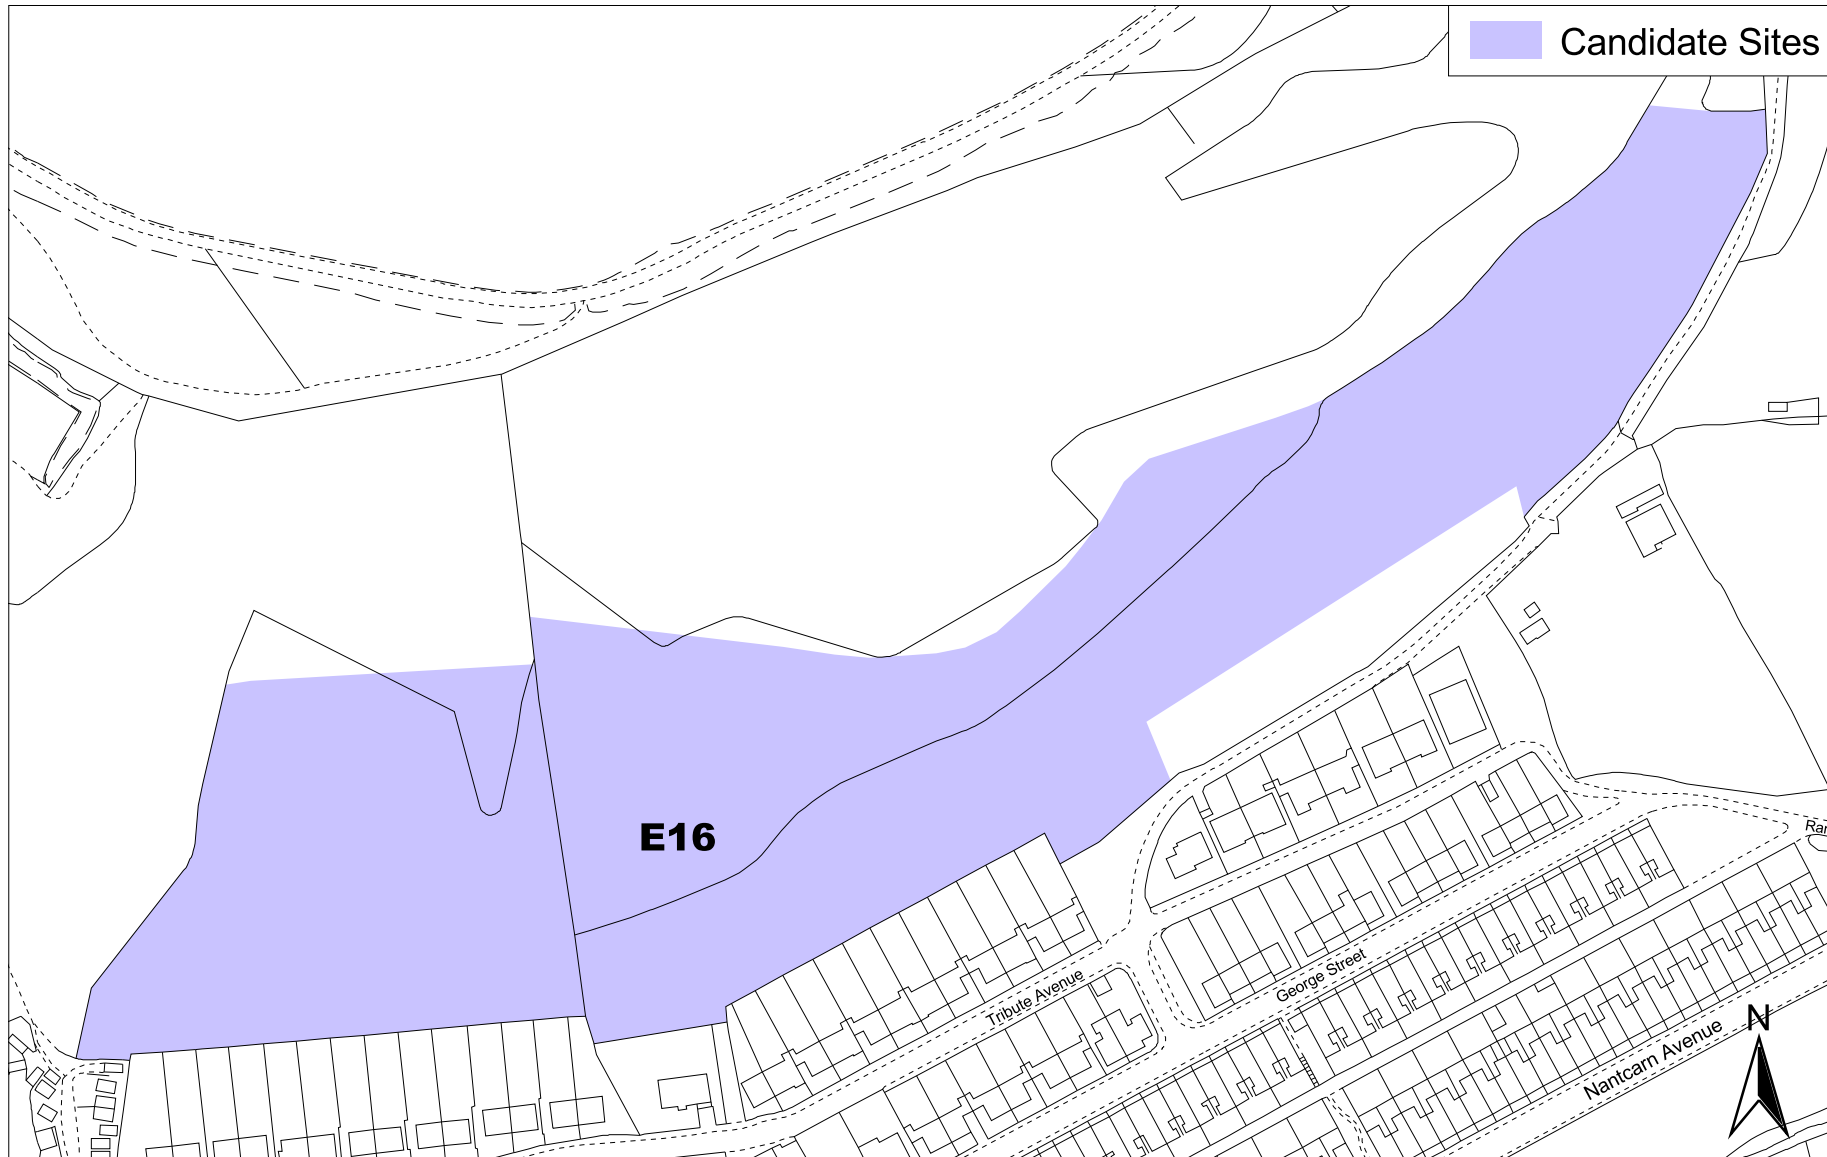 Candidate Sites
E16
Tribute Avenue
George Street
Nantcarn Avenue
N